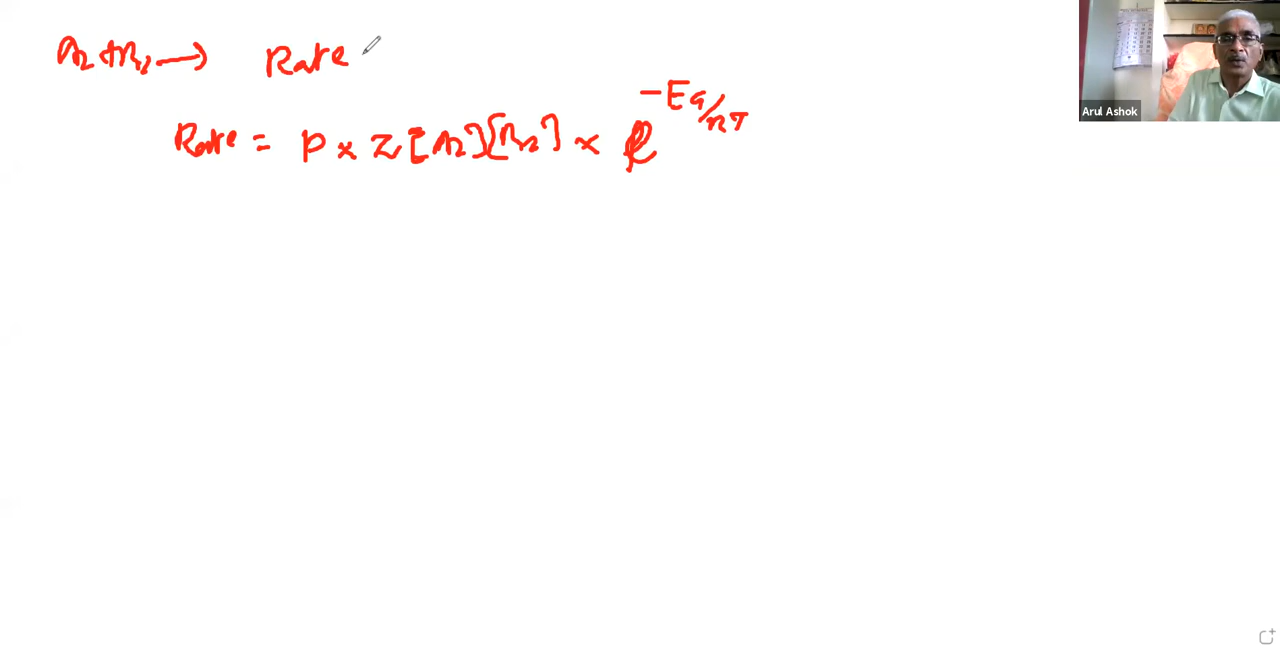 A₂ + B₂ → Rate
Rate = P × Z [A₂] [B₂] × e^(-Ea/RT)
Arul Ashok